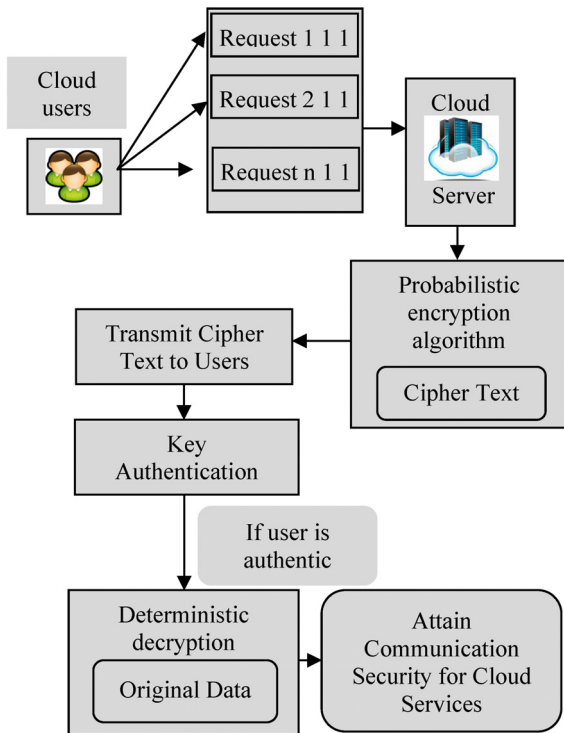 Cloud
users
Request 1 1 1
Request 2 1 1
Request n 1 1
Cloud
Server
Probabilistic
encryption
algorithm
Cipher Text
Transmit Cipher
Text to Users
Key
Authentication
If user is
authentic
Deterministic
decryption
Original Data
Attain
Communication
Security for Cloud
Services